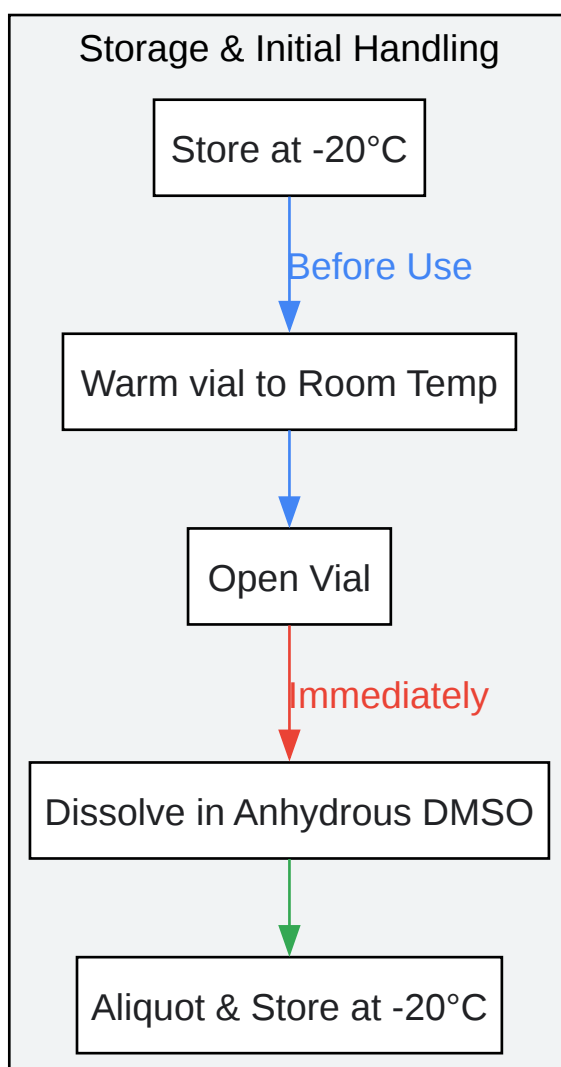 Storage & Initial Handling
Store at -20°C
Before Use
Warm vial to Room Temp
Open Vial
Immediately
Dissolve in Anhydrous DMSO
Aliquot & Store at -20°C